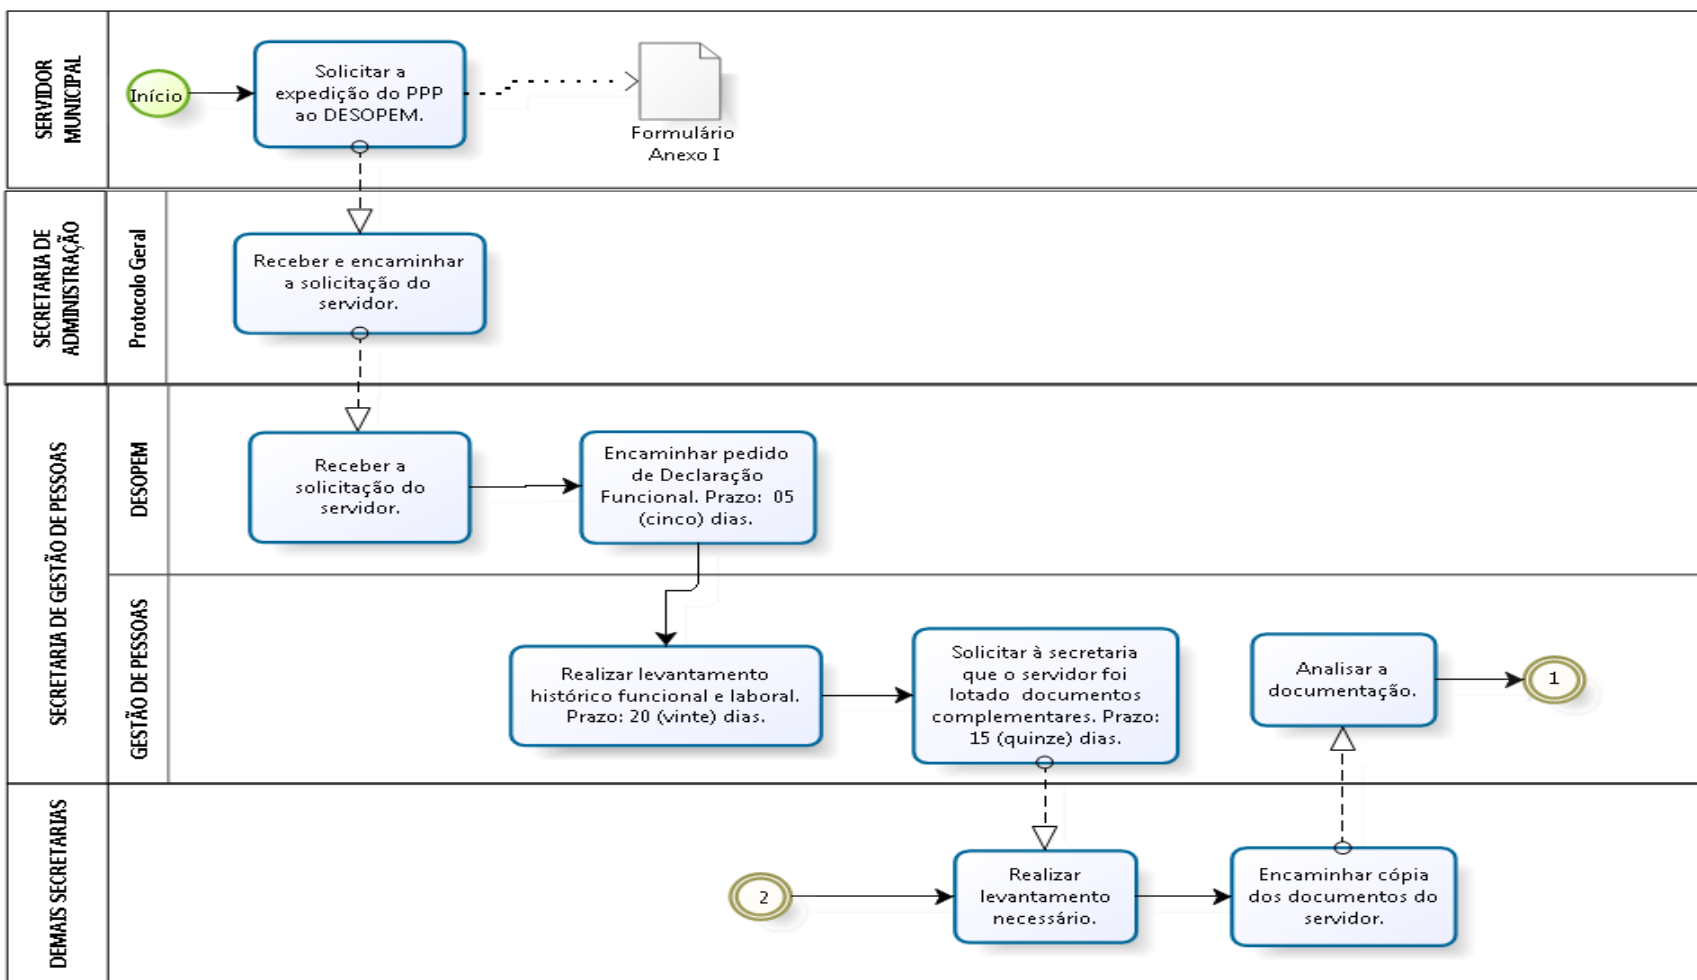 SERVIDOR
MUNICIPAL
Início
Solicitar a
expedição do PPP
ao DESOPEM.
Formulário
Anexo I
SECRETARIA DE
ADMINISTRAÇÃO
Protocolo Geral
Receber e encaminhar
a solicitação do
servidor.
SECRETARIA DE GESTÃO DE PESSOAS
DESOPEM
Receber a
solicitação do
servidor.
Encaminhar pedido
de Declaração
Funcional. Prazo: 05
(cinco) dias.
GESTÃO DE PESSOAS
Realizar levantamento
histórico funcional e laboral.
Prazo: 20 (vinte) dias.
Solicitar à secretaria
que o servidor foi
lotado documentos
complementares. Prazo:
15 (quinze) dias.
Analisar a
documentação.
1
DEMAIS SECRETARIAS
2
Realizar
levantamento
necessário.
Encaminhar cópia
dos documentos do
servidor.